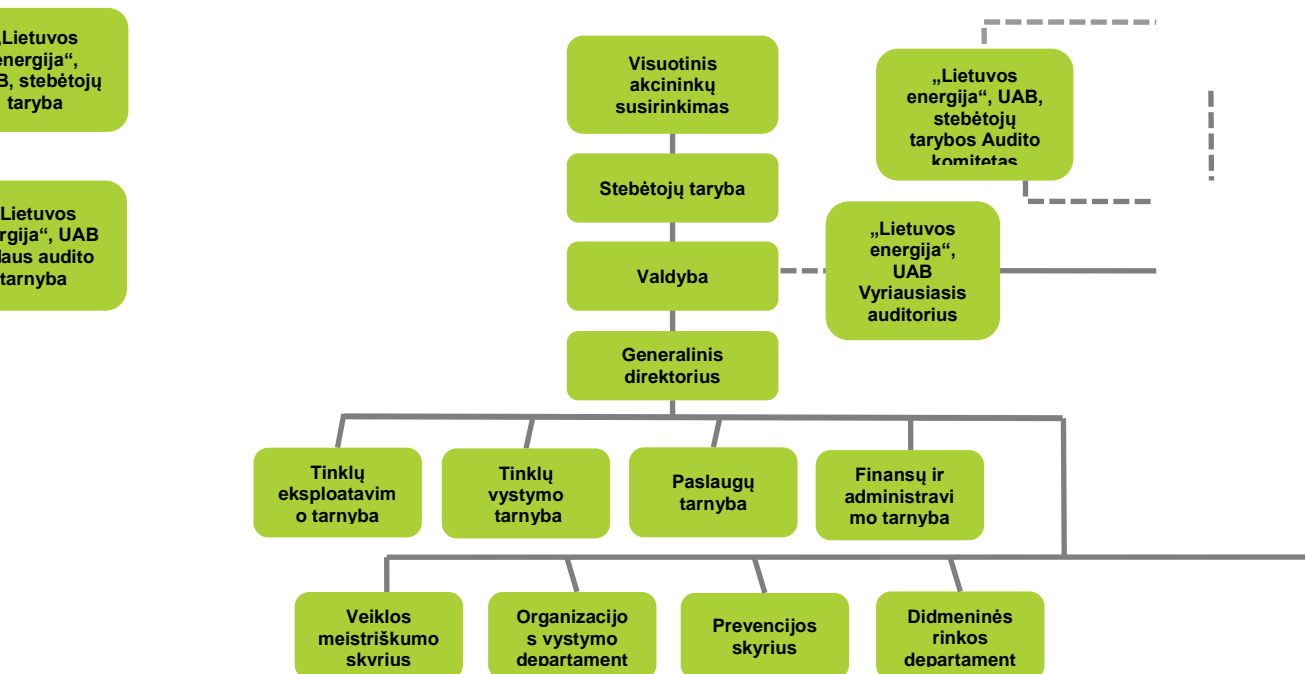 „Lietuvos
energija“,
stebėtojų
taryba
Lietuvos
UAB
audito
tarnyba
Visuotinis
akcininkų
susirinkimas
Stebėtojų taryba
Valdyba
Generalinis
direktorius
„Lietuvos
energija“, UAB,
stebėtojų
tarybos Audito
komitetas
„Lietuvos
energija“,
UAB
Vyriausiasis
auditorius
Tinklų
eksploatavim
o tarnyba
Tinklų
vystymo
tarnyba
Paslaugų
tarnyba
Finansų ir
administravi
mo tarnyba
Veiklos
meistriškumo
skyrius
Organizacijo
s vystymo
departament
Prevencijos
skyrius
Didmeninės
rinkos
departament